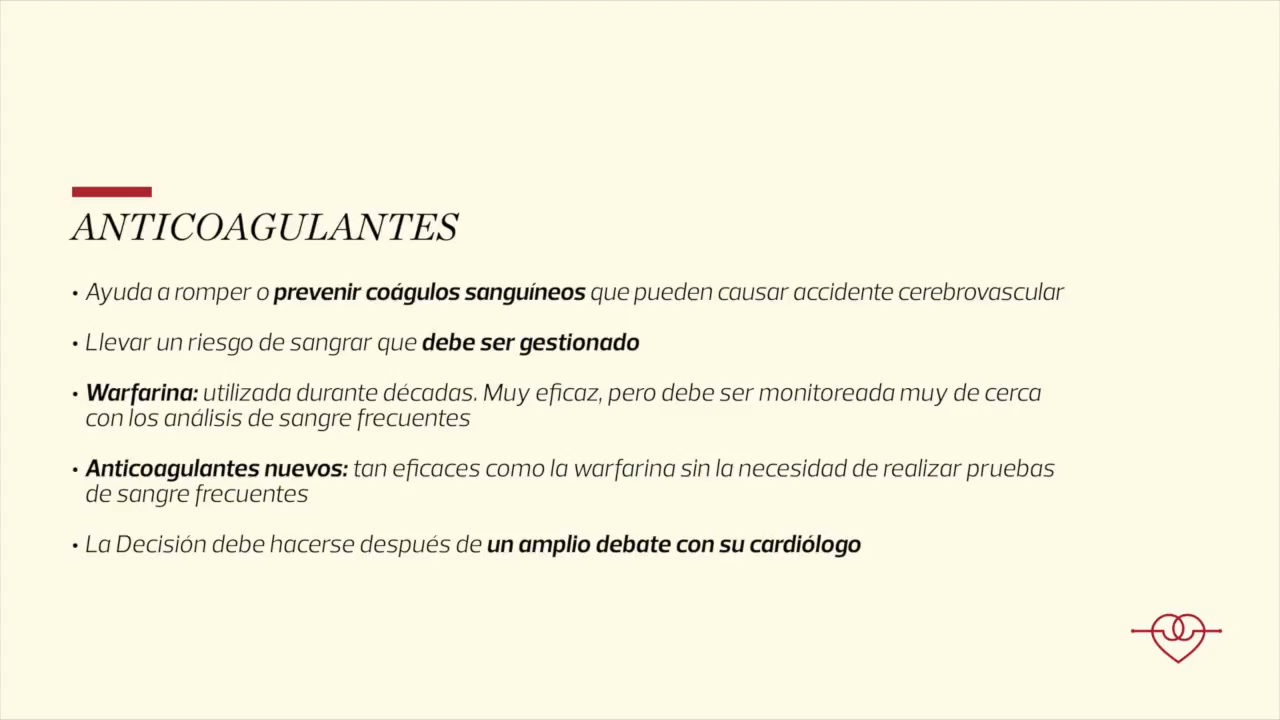 ANTICOAGULANTES
• Ayuda a romper o prevenir coágulos sanguíneos que pueden causar accidente cerebrovascular
• Llevar un riesgo de sangrar que debe ser gestionado
• Warfarina: utilizada durante décadas. Muy eficaz, pero debe ser monitoreada muy de cerca
con los análisis de sangre frecuentes
• Anticoagulantes nuevos: tan eficaces como la warfarina sin la necesidad de realizar pruebas
de sangre frecuentes
• La Decisión debe hacerse después de un amplio debate con su cardiólogo